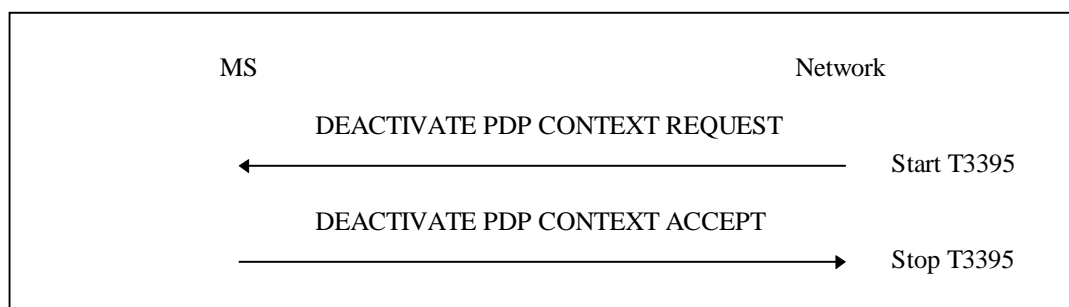 MS Network
DEACTIVATE PDP CONTEXT REQUEST
Start T3395
DEACTIVATE PDP CONTEXT ACCEPT
Stop T3395